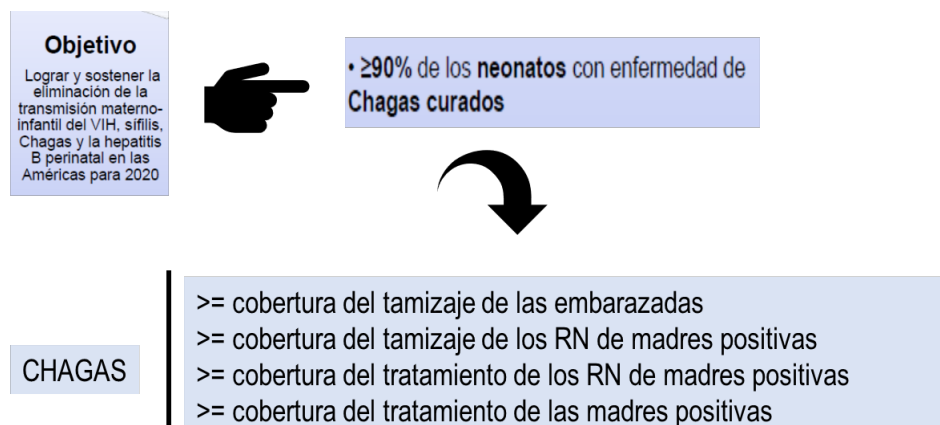 Objetivo
Lograr y sostener la
eliminación de la
transmisión materno-
infantil del VIH, sífilis,
Chagas y la hepatitis
B perinatal en las
Américas para 2020
• ≥90% de los neonatos con enfermedad de
Chagas curados
CHAGAS
>= cobertura del tamizaje de las embarazadas
>= cobertura del tamizaje de los RN de madres positivas
>= cobertura del tratamiento de los RN de madres positivas
>= cobertura del tratamiento de las madres positivas